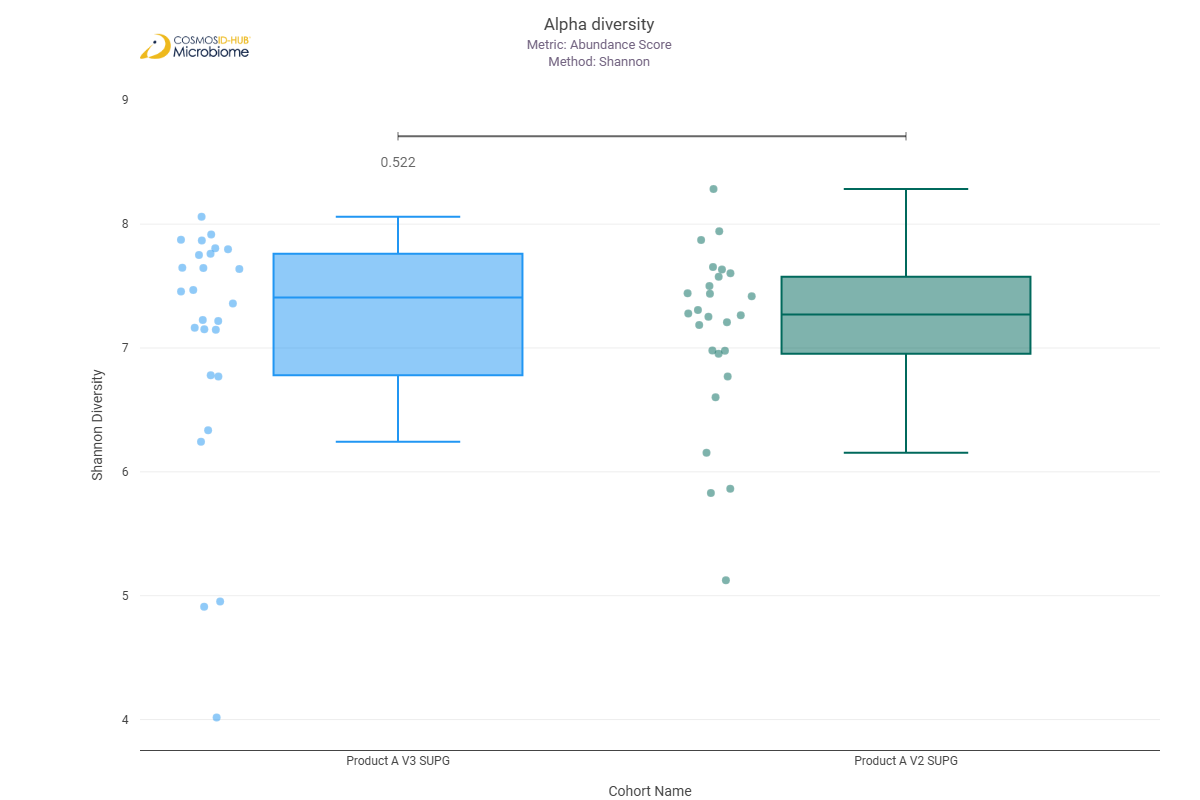 Alpha diversity
COSMOSID-HUB
Microbiome
Metric: Abundance Score
Method: Shannon
9
0.522
8
7
Shannon Diversity
6
5
4
Product A V3 SUPG
Product A V2 SUPG
Cohort Name